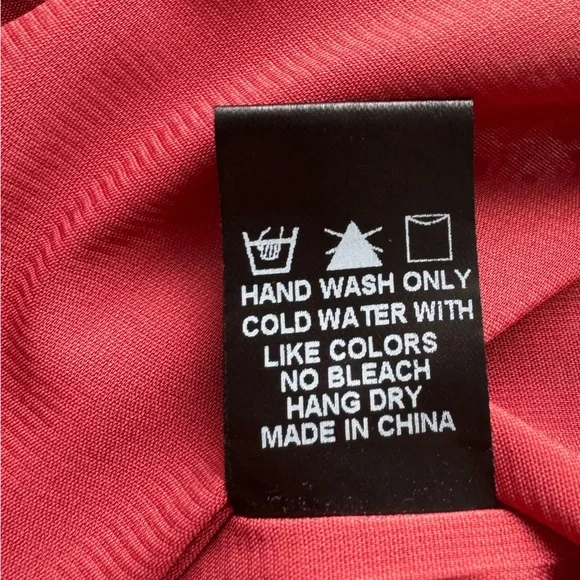 HAND WASH ONLY
COLD WATER WITH
LIKE COLORS
NO BLEACH
HANG DRY
MADE IN CHINA